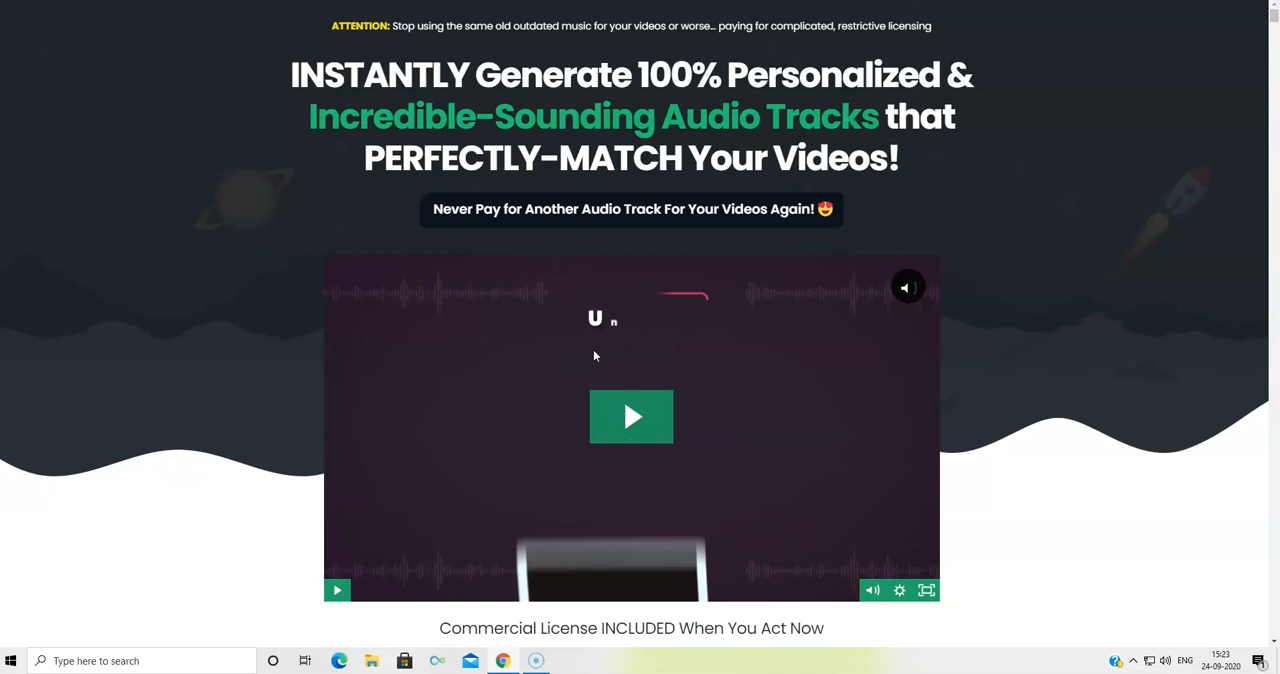 ATTENTION: Stop using the same old outdated music for your videos or worse... paying for complicated, restrictive licensing
INSTANTLY Generate 100% Personalized &
Incredible-Sounding Audio Tracks that
PERFECTLY-MATCH Your Videos!
Never Pay for Another Audio Track For Your Videos Again! 😍
U n
Commercial License INCLUDED When You Act Now
Type here to search
ENG
15:23
24-09-2020